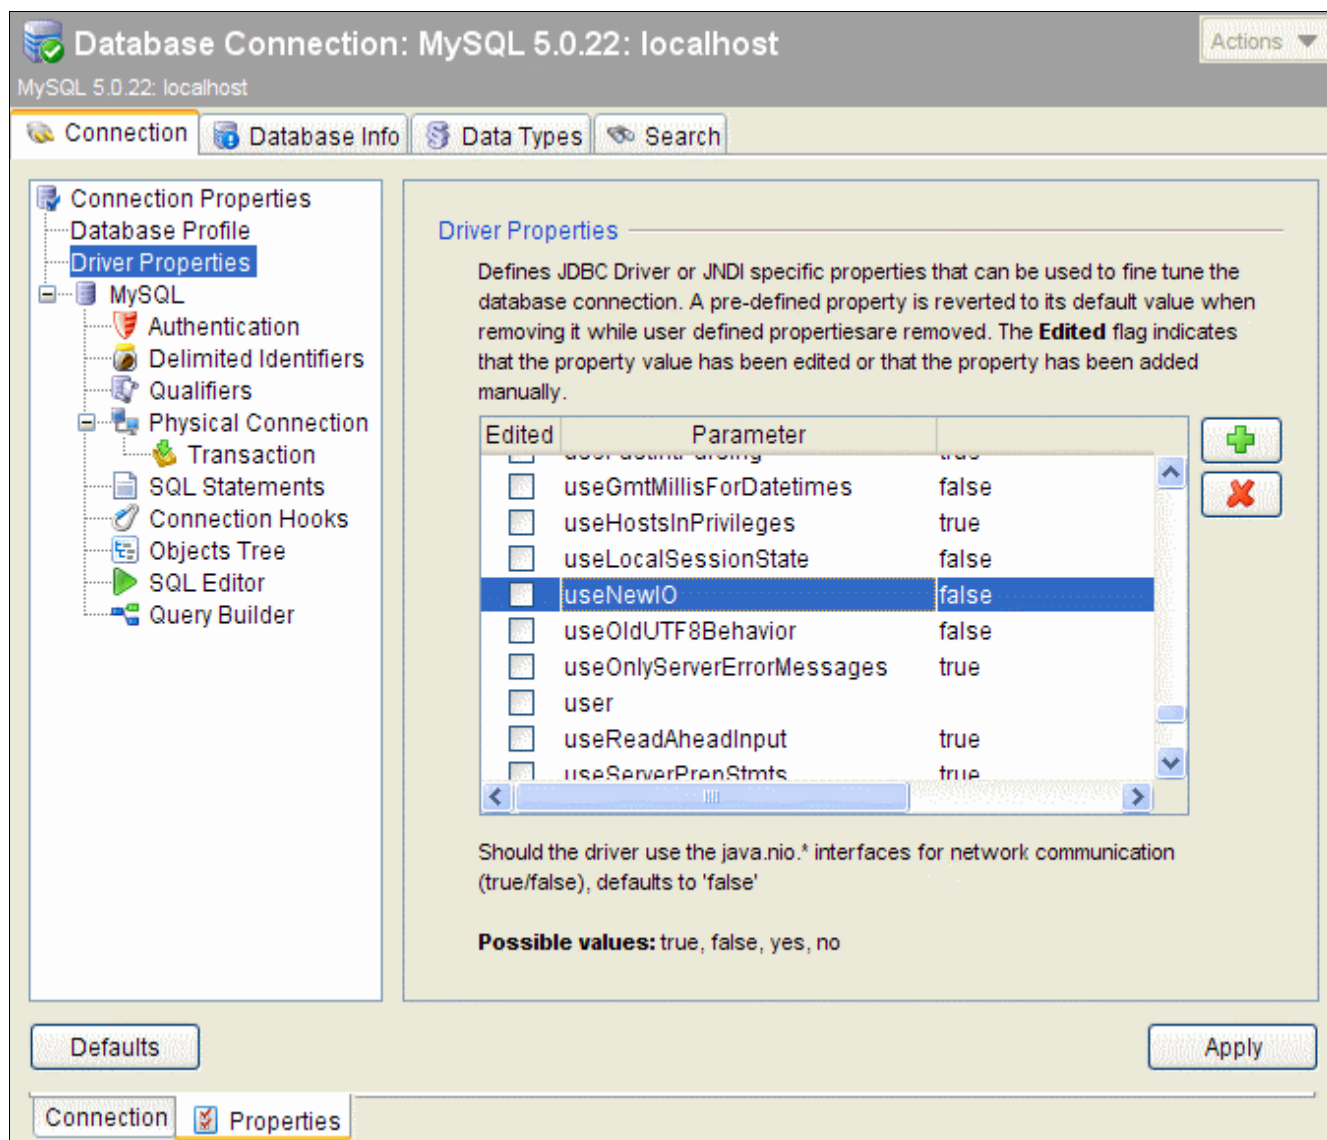 Database Connection: MySQL 5.0.22: localhost
Actions
MySQL 5.0.22: localhost
Connection
Database Info
Data Types
Search
Connection Properties
Database Profile
Driver Properties
MySQL
Authentication
Delimited Identifiers
Qualifiers
Physical Connection
Transaction
SQL Statements
Connection Hooks
Objects Tree
SQL Editor
Query Builder
Driver Properties
Defines JDBC Driver or JNDI specific properties that can be used to fine tune the
database connection. A pre-defined property is reverted to its default value when
removing it while user defined propertiesare removed. The Edited flag indicates
that the property value has been edited or that the property has been added
manually.
Edited Parameter
useFastIntParsing true
useGmtMillisForDatetimes false
useHostsInPrivileges true
useLocalSessionState false
useNewIO false
useOldUTF8Behavior false
useOnlyServerErrorMessages true
user
useReadAheadInput true
useServerPrepStmts true
Should the driver use the java.nio.* interfaces for network communication
(true/false), defaults to 'false'
Possible values: true, false, yes, no
Defaults
Apply
Connection
Properties